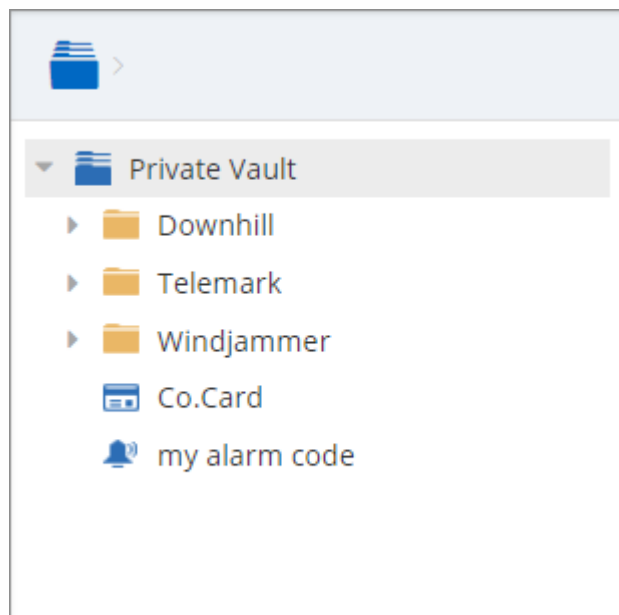 Private Vault
Downhill
Telemark
Windjammer
Co.Card
my alarm code